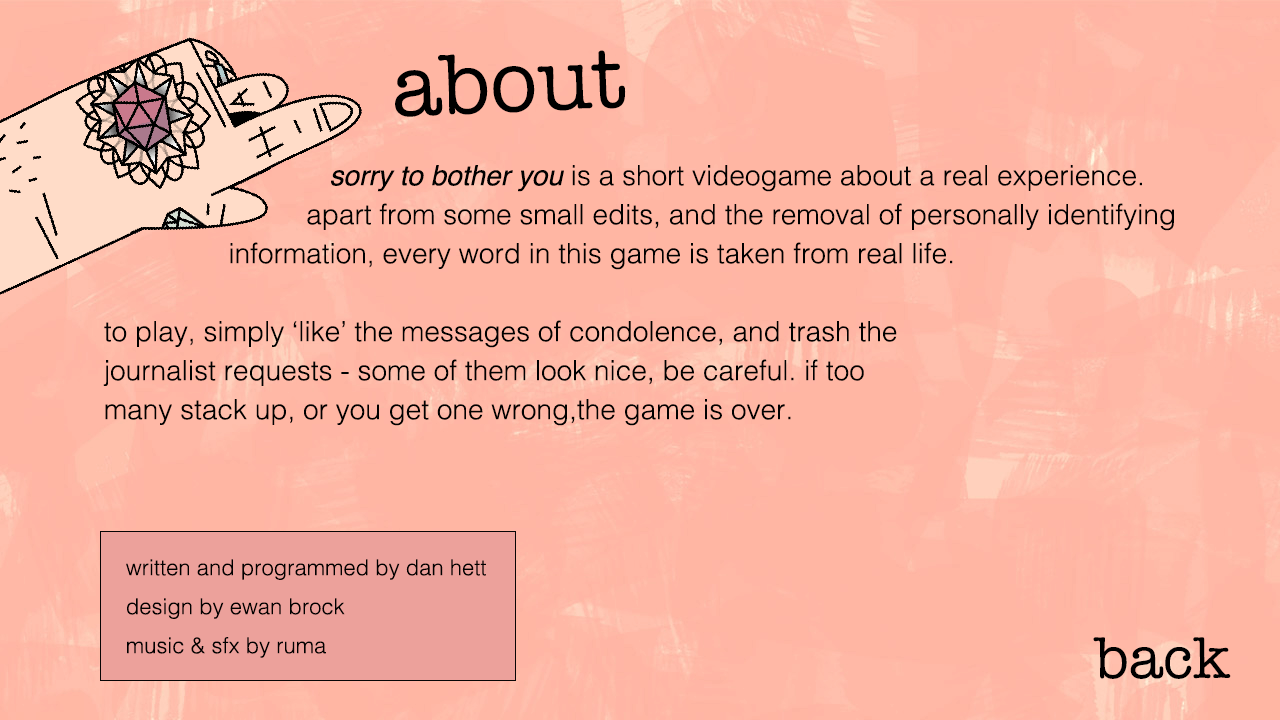 about
sorry to bother you is a short videogame about a real experience.
apart from some small edits, and the removal of personally identifying
information, every word in this game is taken from real life.
to play, simply ‘like’ the messages of condolence, and trash the
journalist requests - some of them look nice, be careful. if too
many stack up, or you get one wrong,the game is over.
written and programmed by dan hett
design by ewan brock
music & sfx by ruma
back